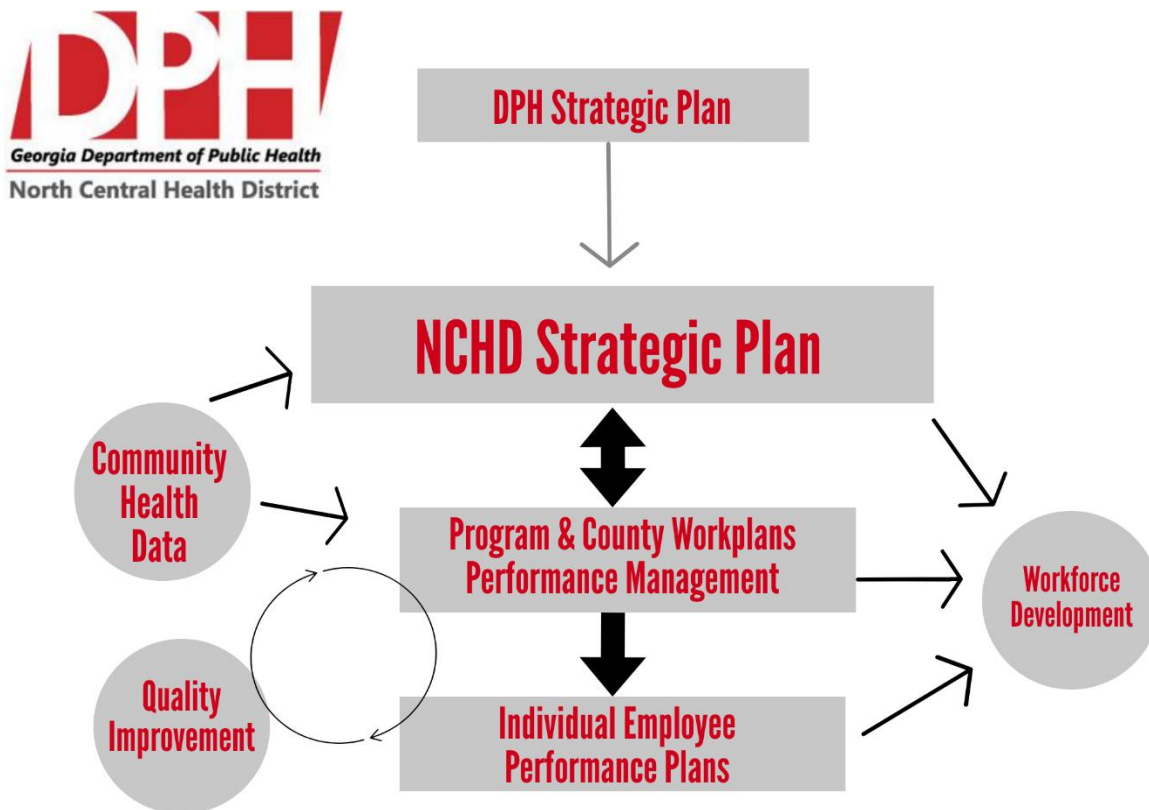 DPH
Georgia Department of Public Health
North Central Health District
DPH Strategic Plan
NCHD Strategic Plan
Community
Health
Data
Program & County Workplans
Performance Management
Workforce
Development
Quality
Improvement
Individual Employee
Performance Plans